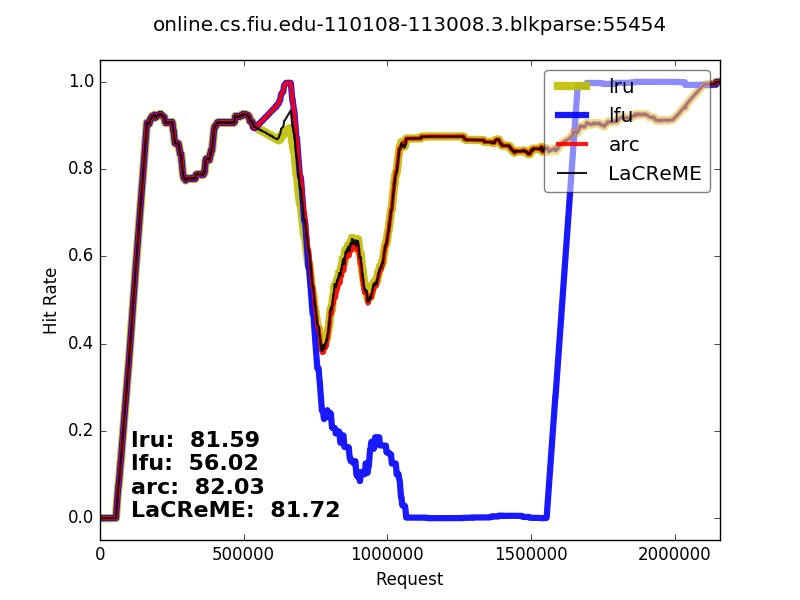 online.cs.fiu.edu-110108-113008.3.blkparse:55454
1.0
0.8
0.6
0.4
0.2
0.0
Hit Rate
lru
lfu
arc
LaCReME
lru: 81.59
lfu: 56.02
arc: 82.03
LaCReME: 81.72
0 500000 1000000 1500000 2000000
Request